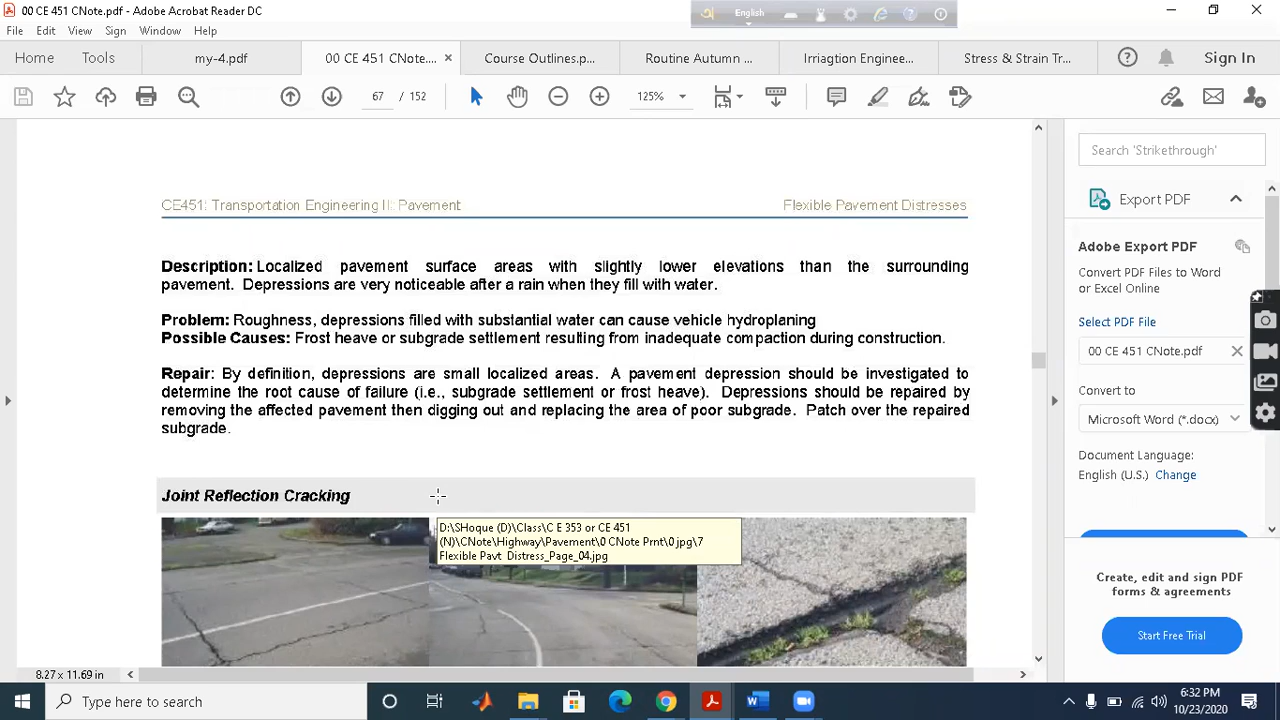 00 CE 451 CNote.pdf - Adobe Acrobat Reader DC
English
File Edit View Sign Window Help
Home Tools my-4.pdf 00 CE 451 CNote.... × Course Outlines.p... Routine Autumn ... Irriagtion Enginee... Stress & Strain Tr... Sign In
67 / 152 125%
Search 'Strikethrough'
CE451: Transportation Engineering II: Pavement Flexible Pavement Distresses
Export PDF
Description: Localized pavement surface areas with slightly lower elevations than the surrounding
pavement. Depressions are very noticeable after a rain when they fill with water.
Problem: Roughness, depressions filled with substantial water can cause vehicle hydroplaning
Possible Causes: Frost heave or subgrade settlement resulting from inadequate compaction during construction.
Repair: By definition, depressions are small localized areas. A pavement depression should be investigated to
determine the root cause of failure (i.e., subgrade settlement or frost heave). Depressions should be repaired by
removing the affected pavement then digging out and replacing the area of poor subgrade. Patch over the repaired
subgrade.
Joint Reflection Cracking
D:\SHoque (D)\Class\C E 353 or CE 451
(N)\CNote\Highway\Pavement\0 CNote Prnt\0 jpg\7
Flexible Pavt Distress_Page_04.jpg
Adobe Export PDF
Convert PDF Files to Word
or Excel Online
Select PDF File
00 CE 451 CNote.pdf
Convert to
Microsoft Word (*.docx)
Document Language:
English (U.S.) Change
Create, edit and sign PDF
forms & agreements
Start Free Trial
8.27 x 11.69 in
Type here to search
6:32 PM
10/23/2020